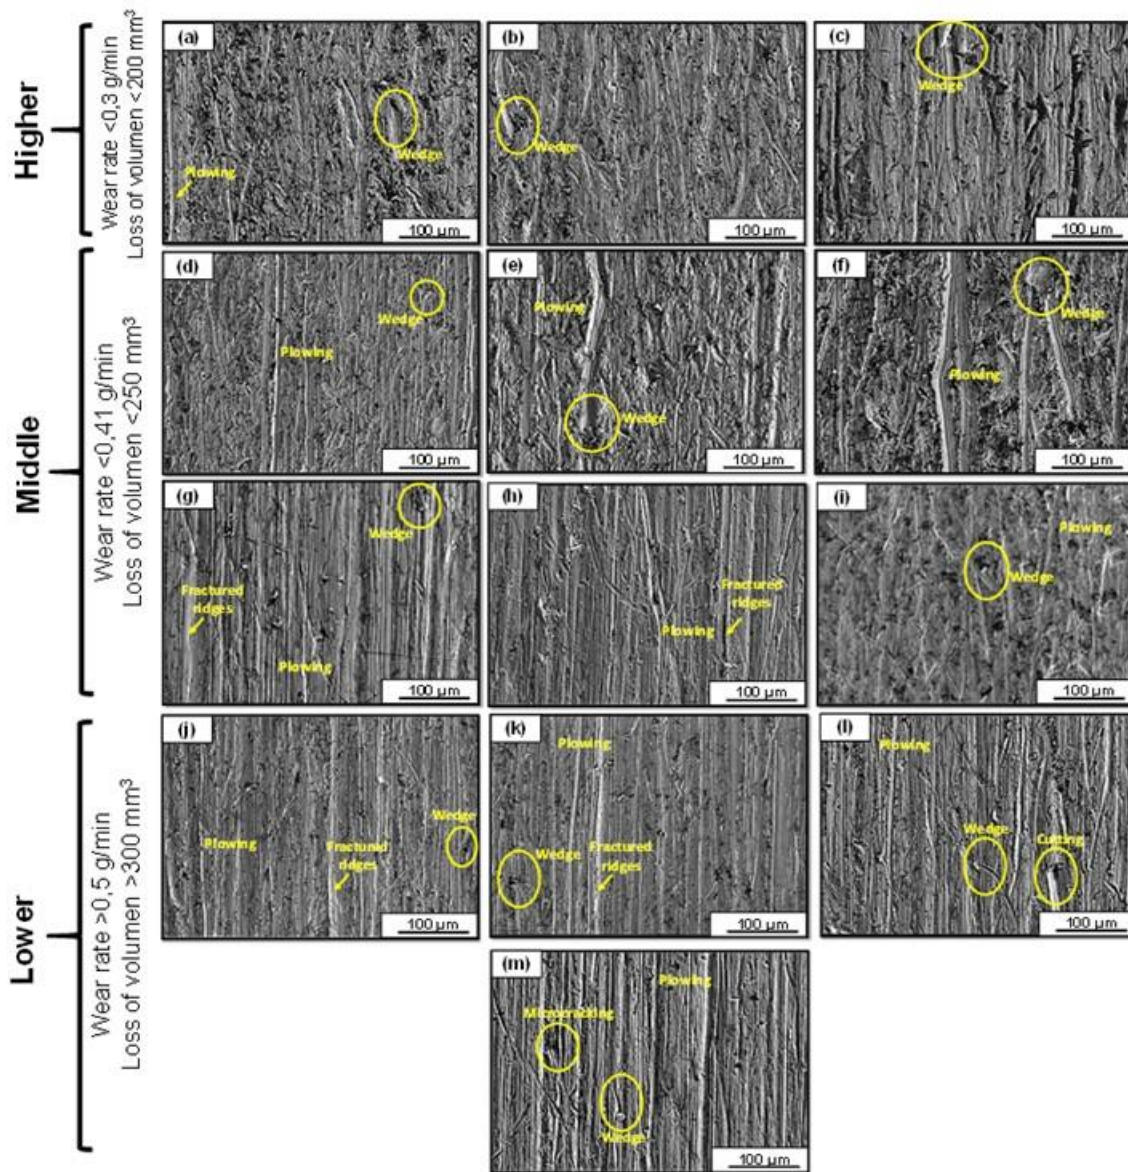 Higher
Wear rate <0,3 g/min
Loss of volumen <200 mm³
(a)
Wedge
Plowing
100 µm
(b)
Wedge
100 µm
(c)
Wedge
100 µm
Middle
Wear rate <0,41 g/min
Loss of volumen <250 mm³
(d)
Wedge
Plowing
100 µm
(e)
Plowing
Wedge
100 µm
(f)
Wedge
Plowing
100 µm
(g)
Wedge
Fractured
ridges
Plowing
100 µm
(h)
Fractured
ridges
Plowing
100 µm
(i)
Plowing
Wedge
100 µm
Lower
Wear rate >0,5 g/min
Loss of volumen >300 mm³
(j)
Wedge
Plowing
Fractured
ridges
100 µm
(k)
Plowing
Wedge
Fractured
ridges
100 µm
(l)
Plowing
Wedge
Cutting
100 µm
(m)
Plowing
Microcracking
Wedge
100 µm